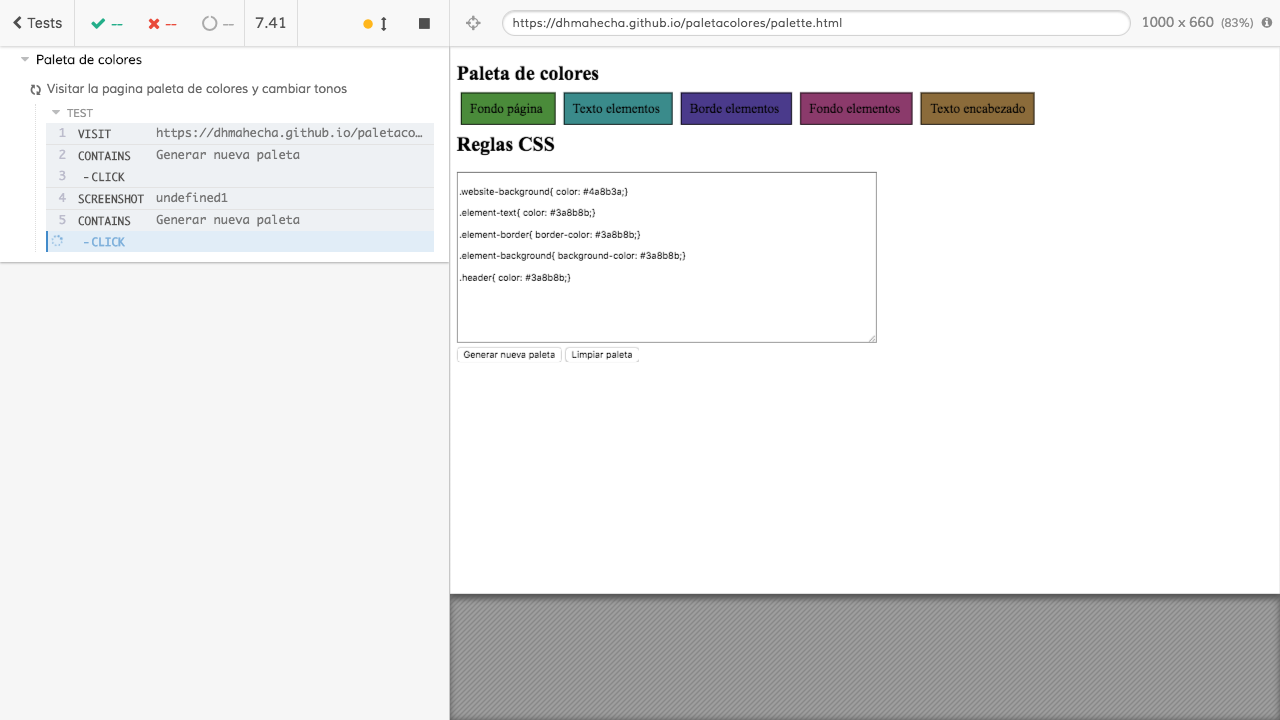 Tests -- -- -- 7.41
https://dhmahecha.github.io/paletacolores/palette.html 1000 x 660 (83%)
Paleta de colores
Visitar la pagina paleta de colores y cambiar tonos
TEST
1 VISIT https://dhmahecha.github.io/paletaco...
2 CONTAINS Generar nueva paleta
3 - CLICK
4 SCREENSHOT undefined1
5 CONTAINS Generar nueva paleta
- CLICK
Paleta de colores
Fondo página Texto elementos Borde elementos Fondo elementos Texto encabezado
Reglas CSS
.website-background{ color: #4a8b3a;}
.element-text{ color: #3a8b8b;}
.element-border{ border-color: #3a8b8b;}
.element-background{ background-color: #3a8b8b;}
.header{ color: #3a8b8b;}
Generar nueva paleta Limpiar paleta